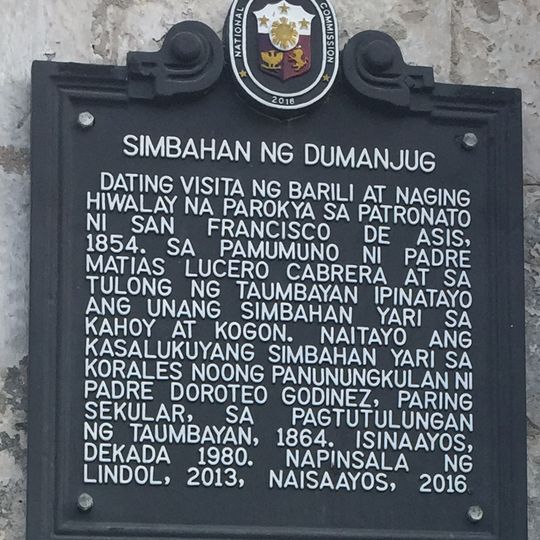 NATIONAL
COMMISSION
2016
SIMBAHAN NG DUMANJUG
DATING VISITA NG BARILI AT NAGING
HIWALAY NA PAROKYA SA PATRONATO
NI SAN FRANCISCO DE ASIS,
1854. SA PAMUMUNO NI PADRE
MATIAS LUCERO CABRERA AT SA
TULONG NG TAUMBAYAN IPINATAYO
ANG UNANG SIMBAHAN YARI SA
KAHOY AT KOGON. NAITAYO ANG
KASALUKUYANG SIMBAHAN YARI SA
KORALES NOONG PANUNUNGKULAN NI
PADRE DOROTEO GODINEZ, PARING
SEKULAR, SA PAGTUTULUNGAN
NG TAUMBAYAN, 1864. ISINAAYOS,
DEKADA 1980. NAPINSALA NG
LINDOL, 2013, NAISAAYOS, 2016